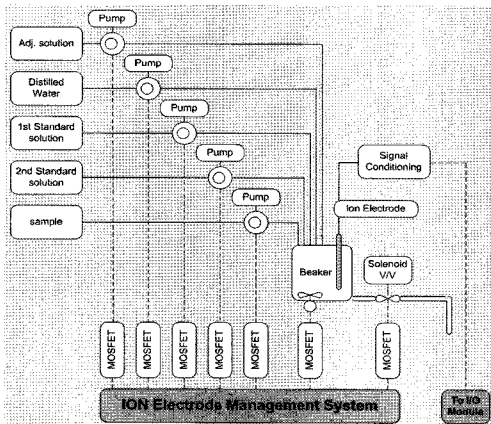 Pump
Adj. solution
Pump
Distilled
Water
Pump
1st Standard
solution
Pump
2nd Standard
solution
Pump
sample
Signal
Conditioning
Ion Electrode
Beaker
Solenoid
V/V
MOSFET
MOSFET
MOSFET
MOSFET
MOSFET
MOSFET
MOSFET
ION Electrode Management System
To I/O
Module